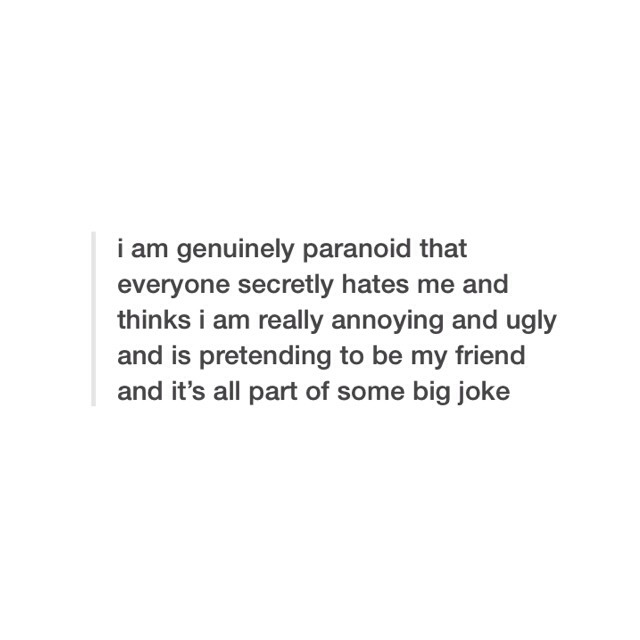 i am genuinely paranoid that
everyone secretly hates me and
thinks i am really annoying and ugly
and is pretending to be my friend
and it’s all part of some big joke